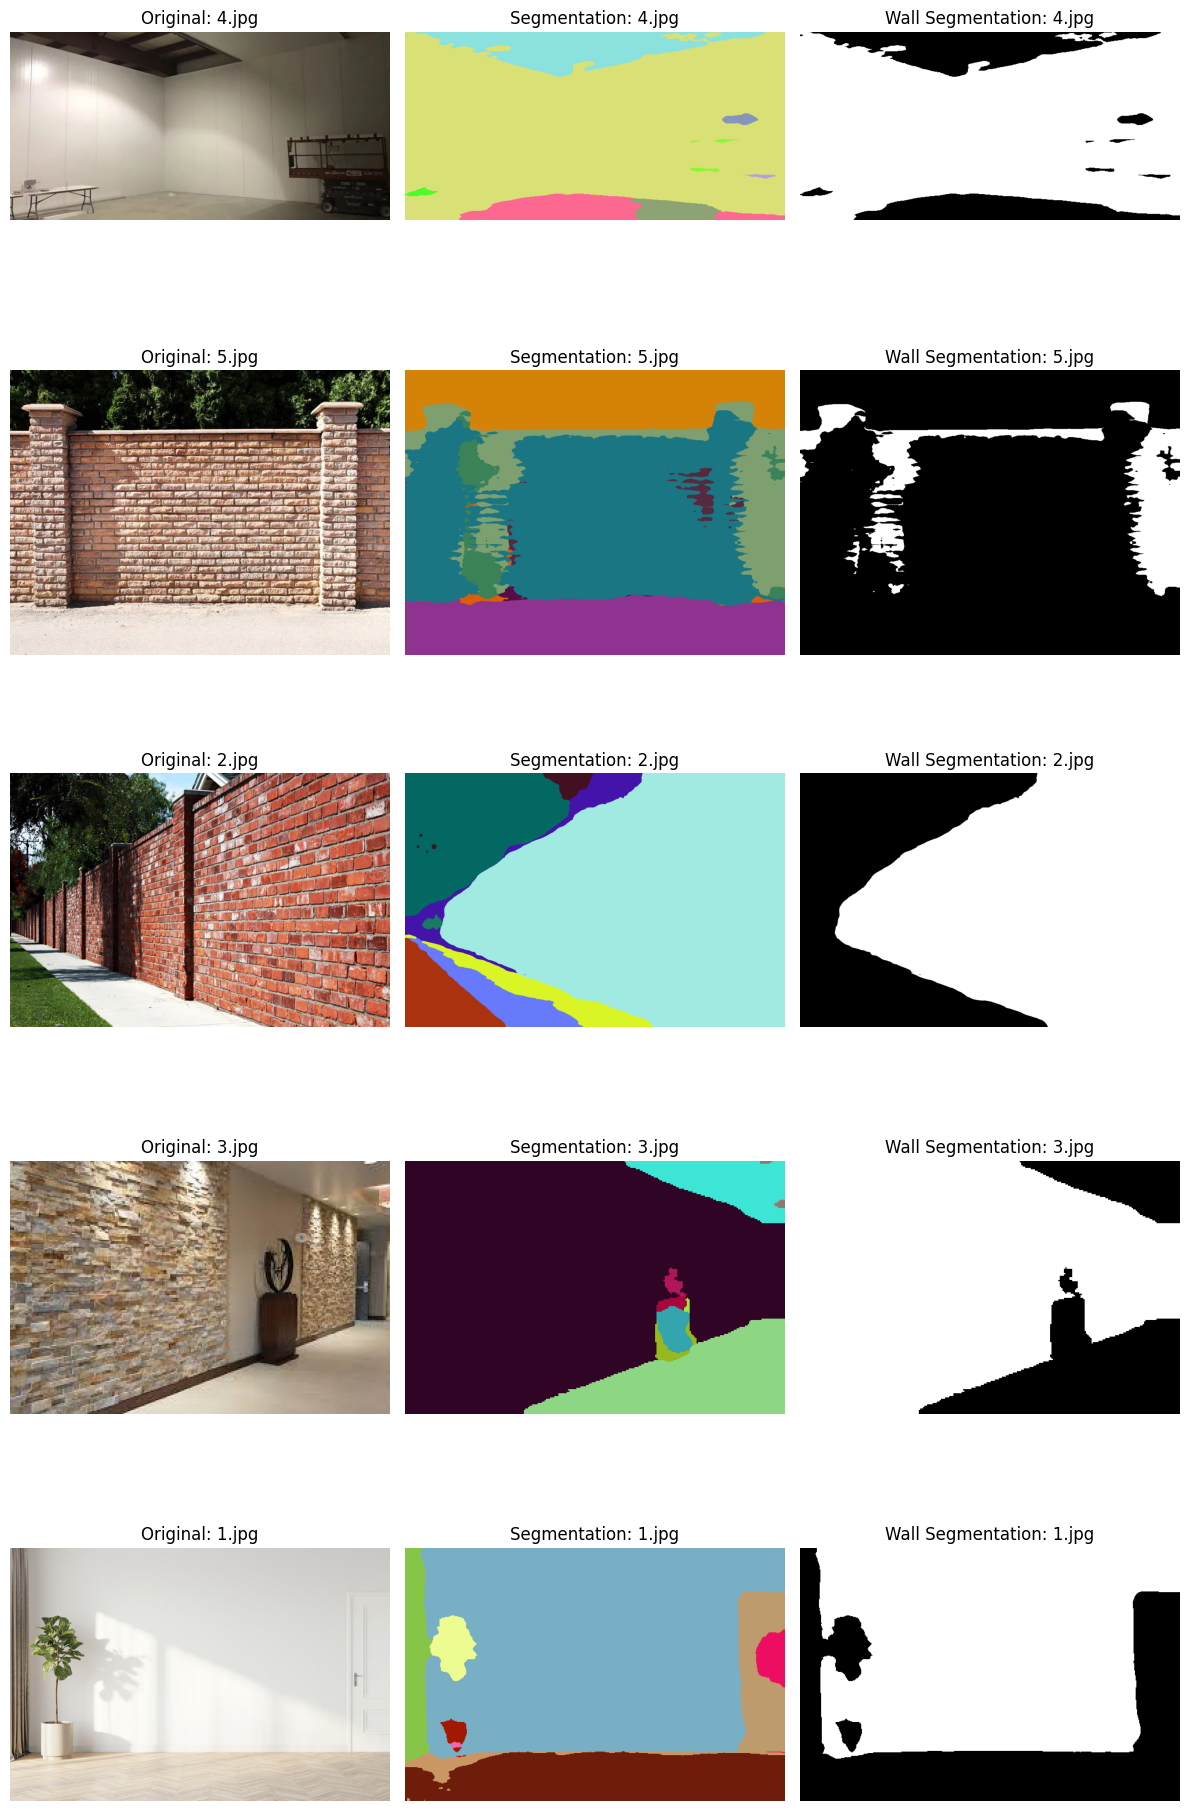 Original: 4.jpg
Segmentation: 4.jpg
Wall Segmentation: 4.jpg
Original: 5.jpg
Segmentation: 5.jpg
Wall Segmentation: 5.jpg
Original: 2.jpg
Segmentation: 2.jpg
Wall Segmentation: 2.jpg
Original: 3.jpg
Segmentation: 3.jpg
Wall Segmentation: 3.jpg
Original: 1.jpg
Segmentation: 1.jpg
Wall Segmentation: 1.jpg